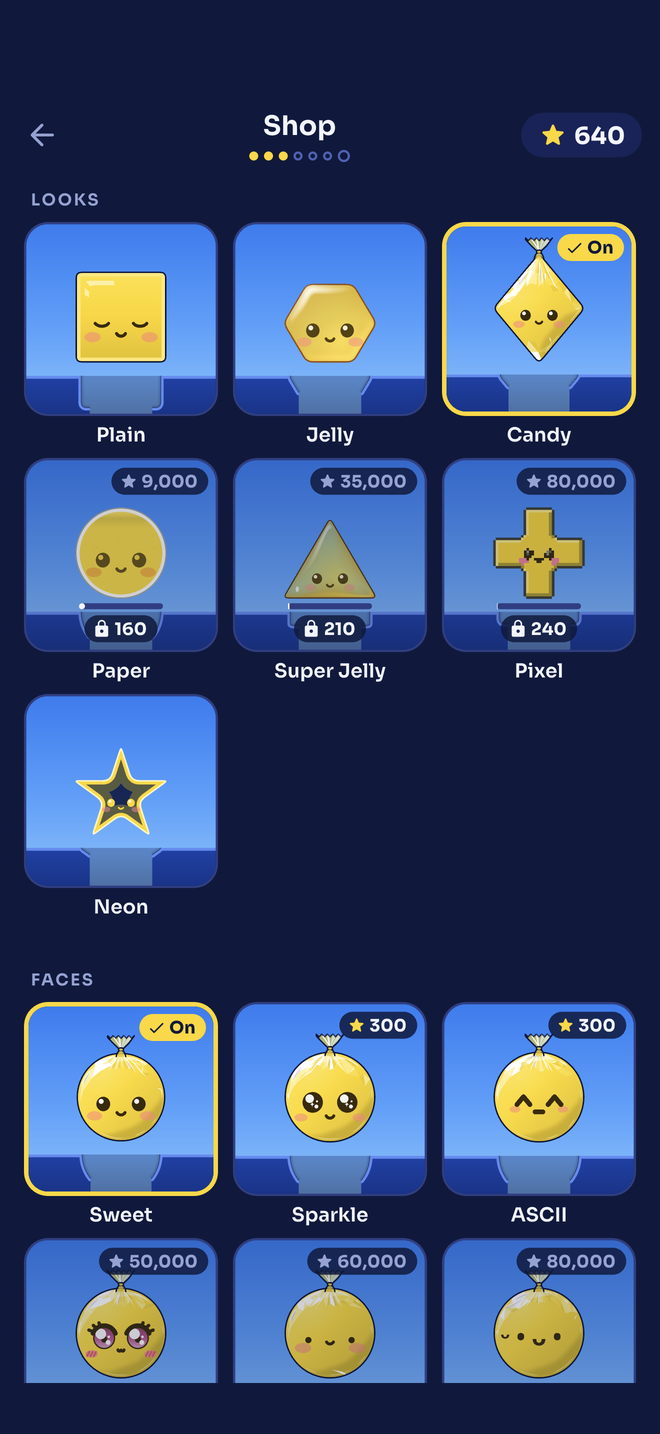 Shop
640
LOOKS
On
Plain
Jelly
Candy
9,000
35,000
80,000
160
210
240
Paper
Super Jelly
Pixel
Neon
FACES
On
300
300
Sweet
Sparkle
ASCII
50,000
60,000
80,000